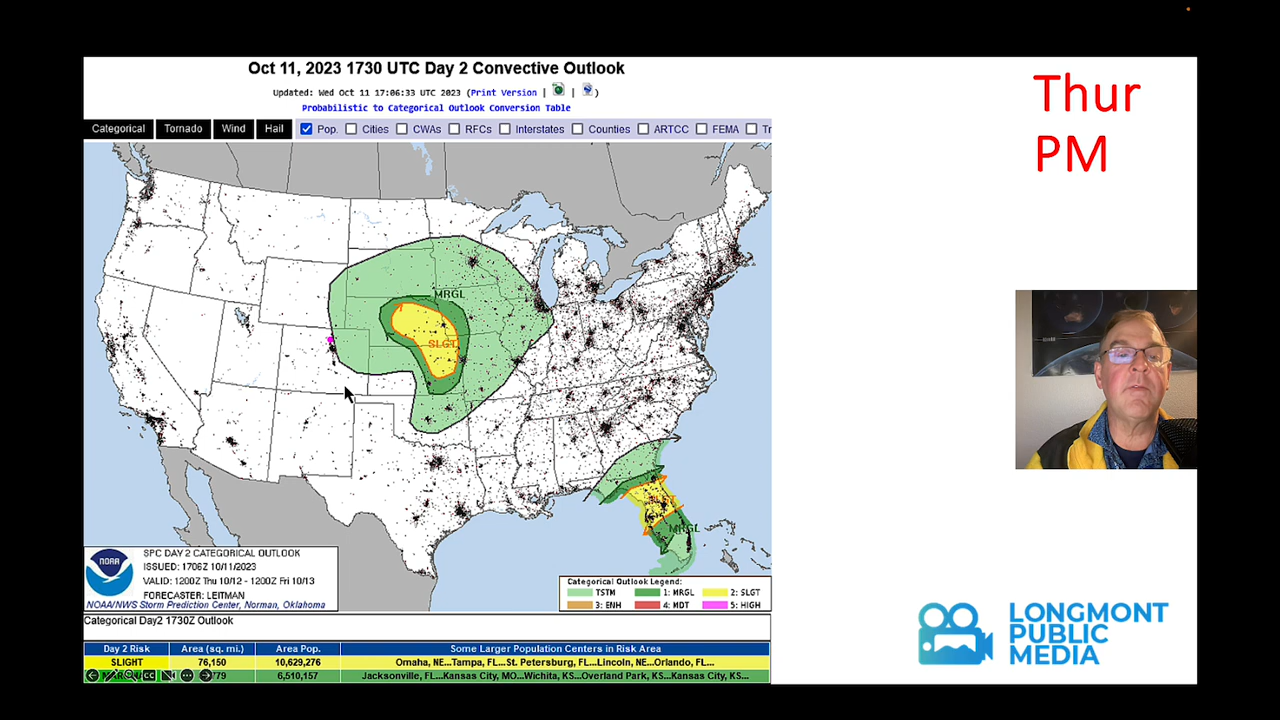 Oct 11, 2023 1730 UTC Day 2 Convective Outlook
Updated: Wed Oct 11 17:06:33 UTC 2023 (Print Version | | )
Probabilistic to Categorical Outlook Conversion Table
Categorical Tornado Wind Hail Pop. Cities CWAs RFCs Interstates Counties ARTCC FEMA Tr
Thur
PM
MRGL
SLGT
MRGL
NOAA
SPC DAY 2 CATEGORICAL OUTLOOK
ISSUED: 1706Z 10/11/2023
VALID: 1200Z Thu 10/12 - 1200Z Fri 10/13
FORECASTER: LEITMAN
NOAA/NWS Storm Prediction Center, Norman, Oklahoma
Categorical Outlook Legend:
TSTM 1: MRGL 2: SLGT
3: ENH 4: MDT 5: HIGH
Categorical Day2 1730Z Outlook
Day 2 Risk Area (sq. mi.) Area Pop. Some Larger Population Centers in Risk Area
SLIGHT 76,150 10,629,276 Omaha, NE...Tampa, FL...St. Petersburg, FL...Lincoln, NE...Orlando, FL...
779 6,510,157 Jacksonville, FL...Kansas City, MO...Wichita, KS...Overland Park, KS...Kansas City, KS...
LONGMONT
PUBLIC
MEDIA